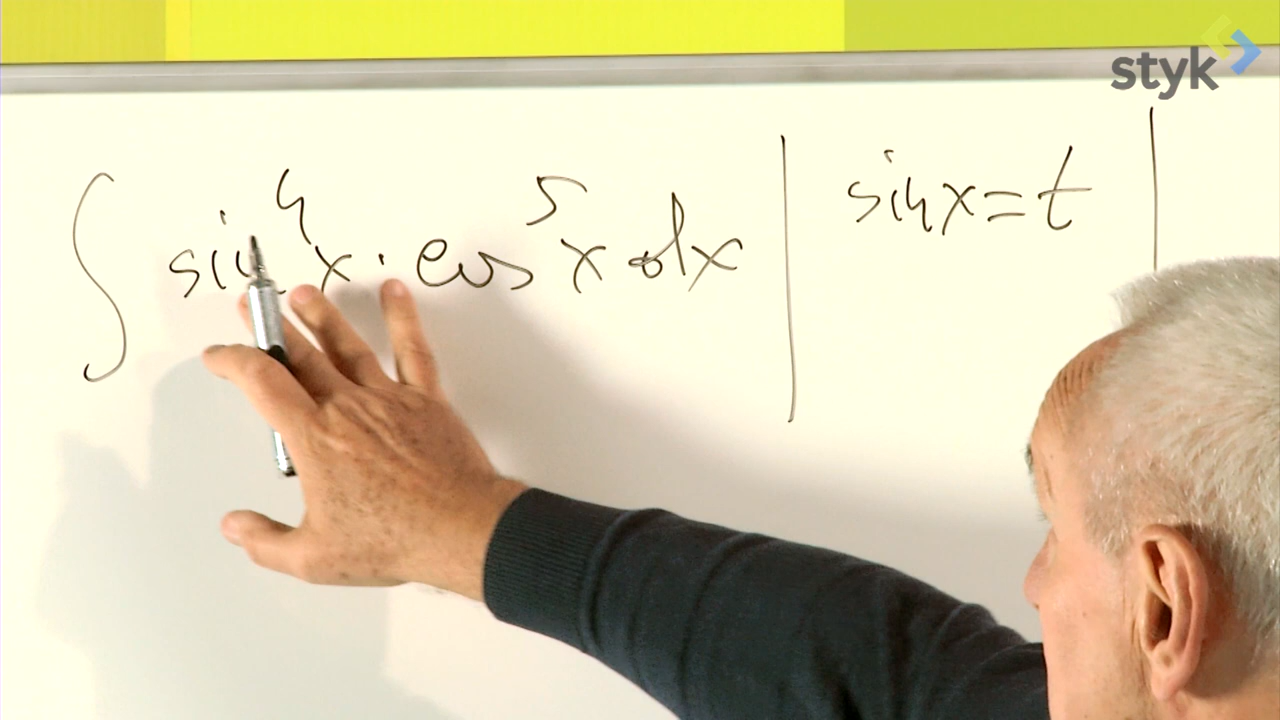 styk
∫ sin⁴x · cos⁵x dx | sin x = t |